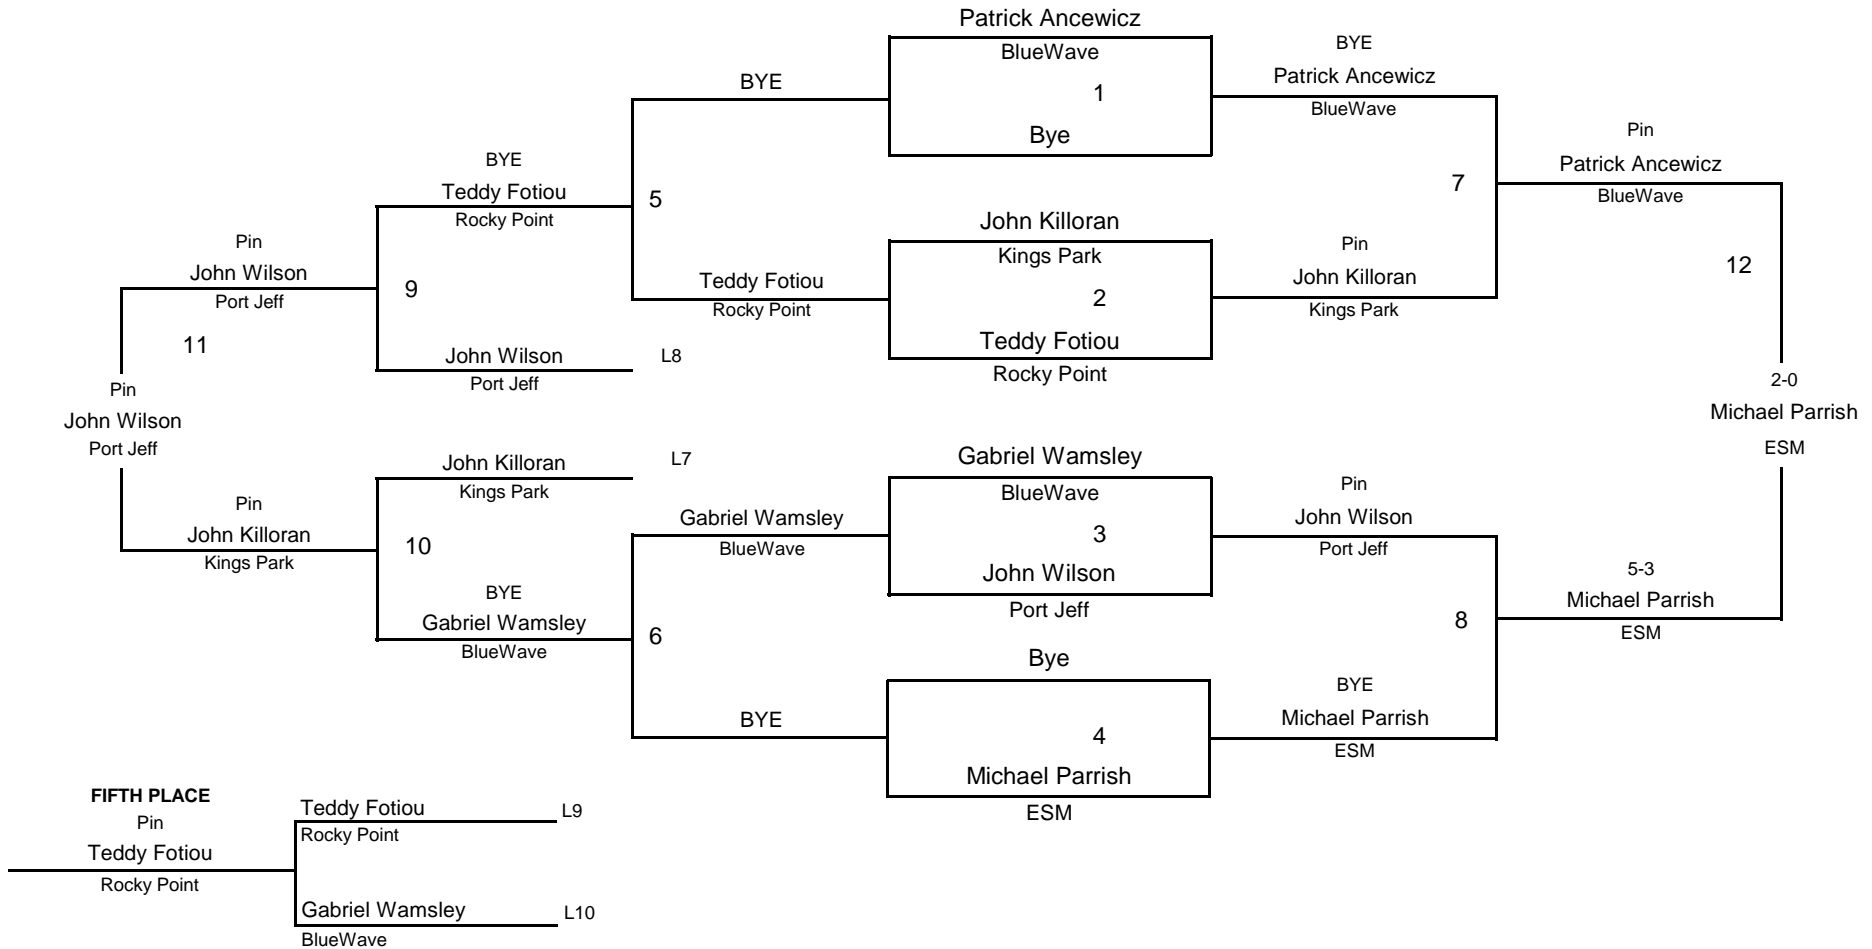 Patrick Ancewicz
BlueWave
1
Bye
BYE
Patrick Ancewicz
BlueWave
BYE
Pin
Patrick Ancewicz
BlueWave
7
12
BYE
Teddy Fotiou
Rocky Point
5
John Killoran
Kings Park
2
Teddy Fotiou
Rocky Point
Pin
John Killoran
Kings Park
Teddy Fotiou
Rocky Point
Pin
John Wilson
Port Jeff
9
11
John Wilson
Port Jeff
L8
Pin
John Wilson
Port Jeff
2-0
Michael Parrish
ESM
John Killoran
Kings Park
L7
Gabriel Wamsley
BlueWave
3
John Wilson
Port Jeff
Pin
John Wilson
Port Jeff
Gabriel Wamsley
BlueWave
Pin
John Killoran
Kings Park
10
BYE
Gabriel Wamsley
BlueWave
6
8
5-3
Michael Parrish
ESM
Bye
4
Michael Parrish
ESM
BYE
Michael Parrish
ESM
BYE
FIFTH PLACE
Pin
Teddy Fotiou
Rocky Point
Teddy Fotiou
Rocky Point
L9
Gabriel Wamsley
BlueWave
L10